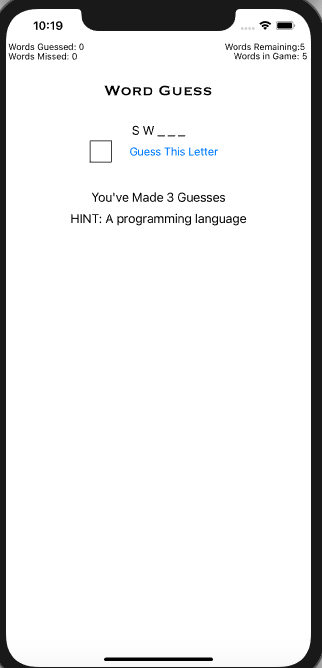 10:19
Words Guessed: 0
Words Remaining:5
Words Missed: 0
Words in Game: 5
Word Guess
S W _ _ _
Guess This Letter
You've Made 3 Guesses
HINT: A programming language